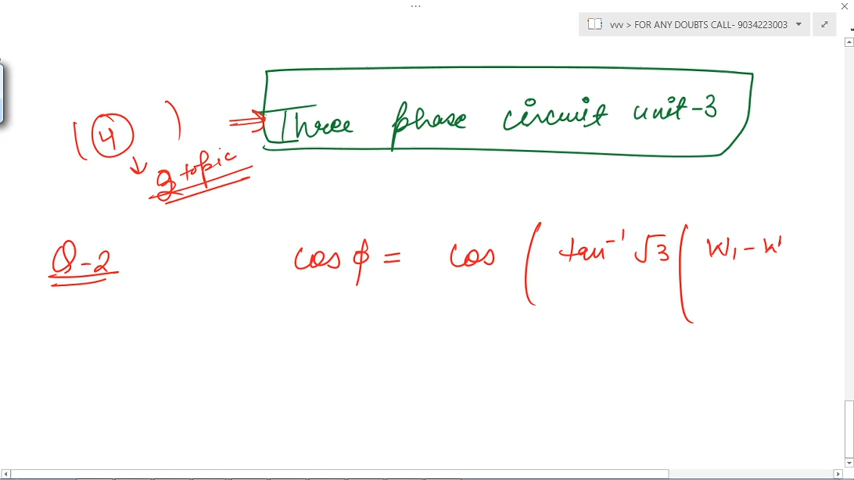 vvv > FOR ANY DOUBTS CALL- 9034223003
(4) ⇒ Three phase circuit unit-3
↓ 3 topic
Q-2 cos φ = cos ( tan⁻¹ √3 ( W₁ - W